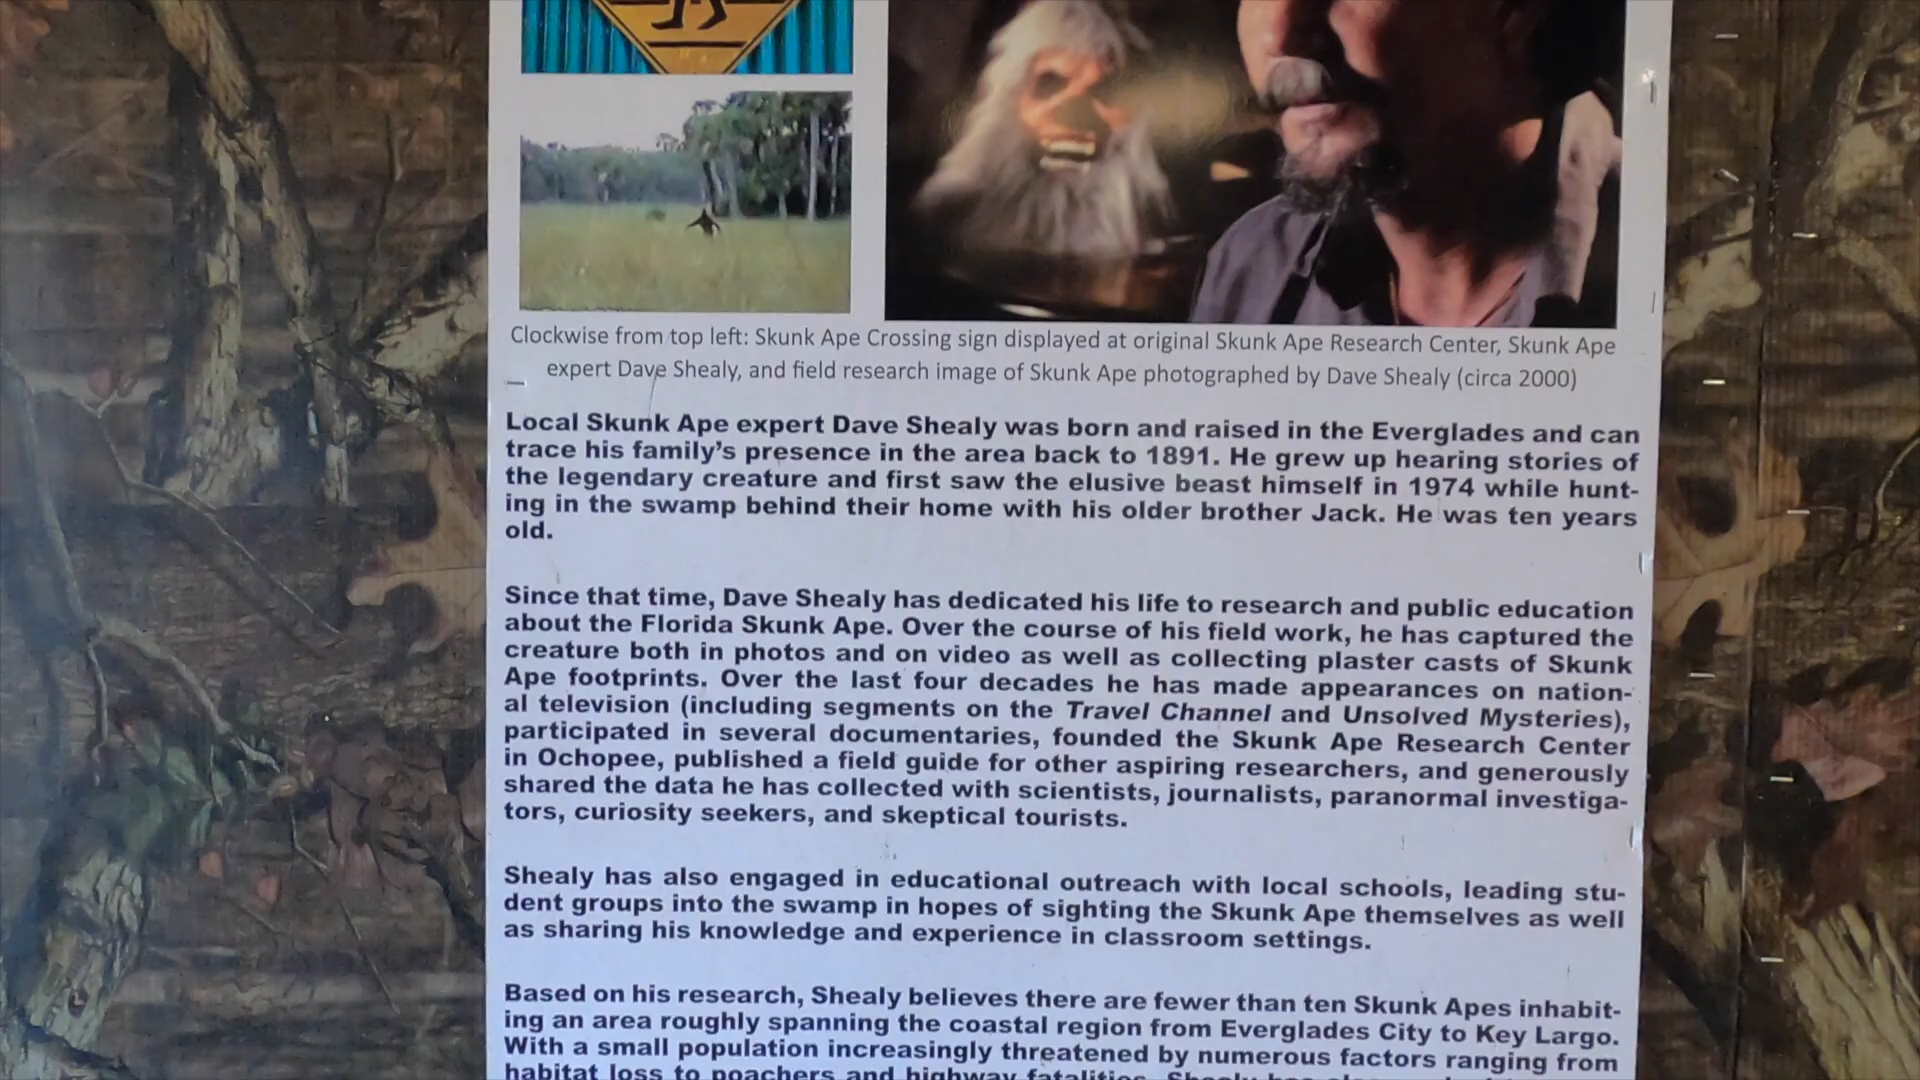 Clockwise from top left: Skunk Ape Crossing sign displayed at original Skunk Ape Research Center, Skunk Ape
expert Dave Shealy, and field research image of Skunk Ape photographed by Dave Shealy (circa 2000)
Local Skunk Ape expert Dave Shealy was born and raised in the Everglades and can
trace his family's presence in the area back to 1891. He grew up hearing stories of
the legendary creature and first saw the elusive beast himself in 1974 while hunt-
ing in the swamp behind their home with his older brother Jack. He was ten years
old.
Since that time, Dave Shealy has dedicated his life to research and public education
about the Florida Skunk Ape. Over the course of his field work, he has captured the
creature both in photos and on video as well as collecting plaster casts of Skunk
Ape footprints. Over the last four decades he has made appearances on nation-
al television (including segments on the Travel Channel and Unsolved Mysteries),
participated in several documentaries, founded the Skunk Ape Research Center
in Ochopee, published a field guide for other aspiring researchers, and generously
shared the data he has collected with scientists, journalists, paranormal investiga-
tors, curiosity seekers, and skeptical tourists.
Shealy has also engaged in educational outreach with local schools, leading stu-
dent groups into the swamp in hopes of sighting the Skunk Ape themselves as well
as sharing his knowledge and experience in classroom settings.
Based on his research, Shealy believes there are fewer than ten Skunk Apes inhabit-
ing an area roughly spanning the coastal region from Everglades City to Key Largo.
With a small population increasingly threatened by numerous factors ranging from
habitat loss to poachers and highway fatalities, Shealy